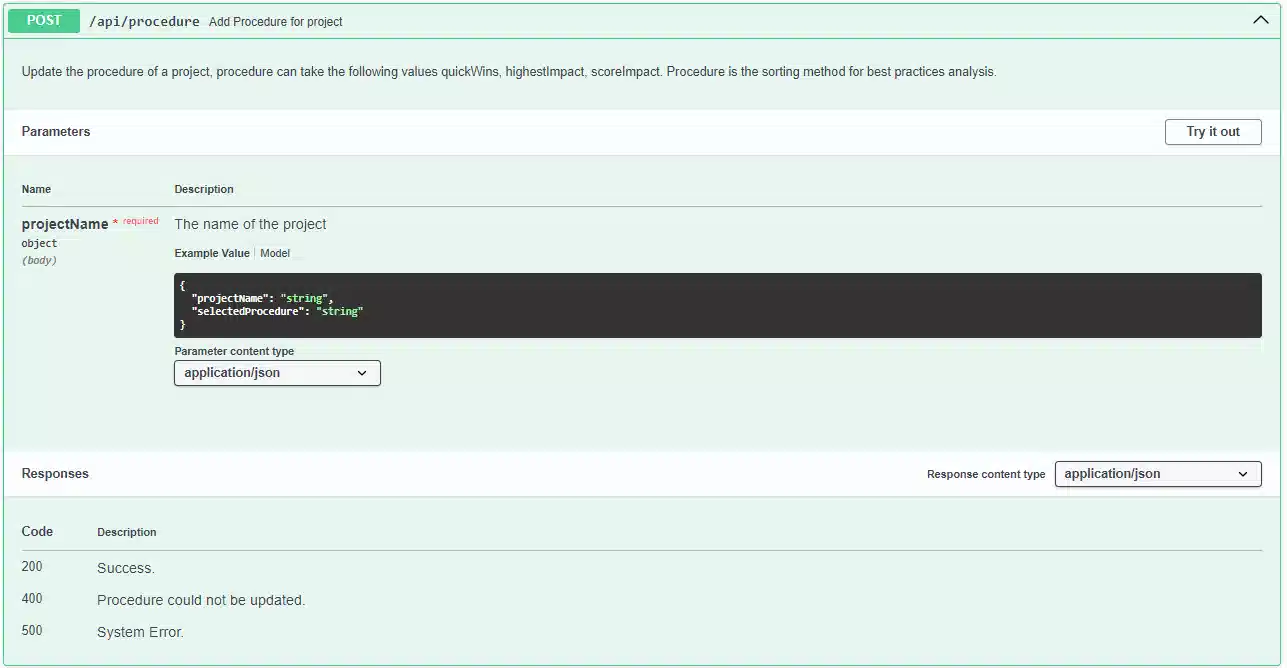 POST /api/procedure Add Procedure for project
Update the procedure of a project, procedure can take the following values quickWins, highestImpact, scoreImpact. Procedure is the sorting method for best practices analysis.
Parameters Try it out
Name Description
projectName * required The name of the project
object
(body)
Example Value Model
{
"projectName": "string",
"selectedProcedure": "string"
}
Parameter content type
application/json
Responses Response content type application/json
Code Description
200 Success.
400 Procedure could not be updated.
500 System Error.